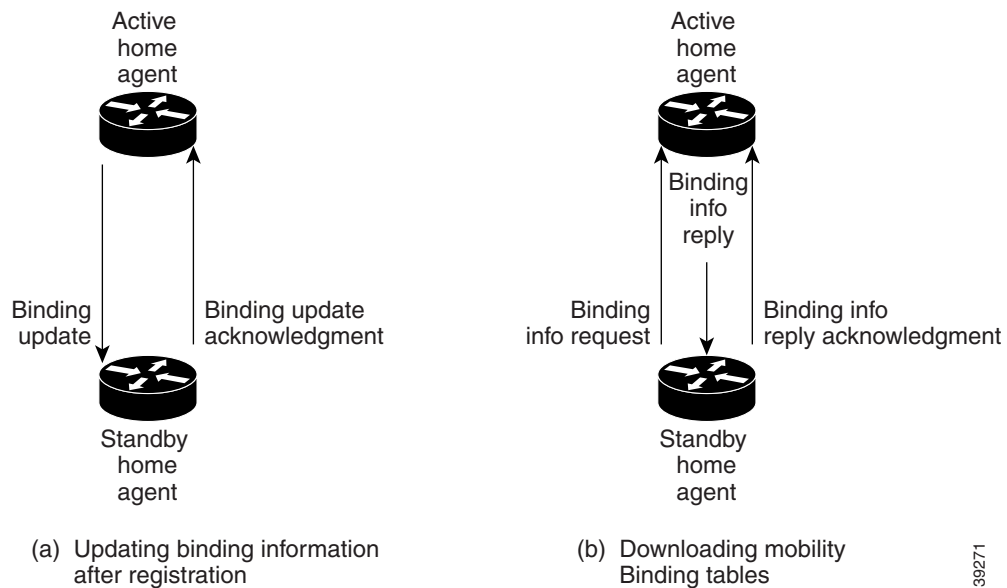 Active
home
agent
Binding
update
Binding update
acknowledgment
Standby
home
agent
(a) Updating binding information
after registration
Active
home
agent
Binding
info
reply
Binding
info request
Binding info
reply acknowledgment
Standby
home
agent
(b) Downloading mobility
Binding tables
39271